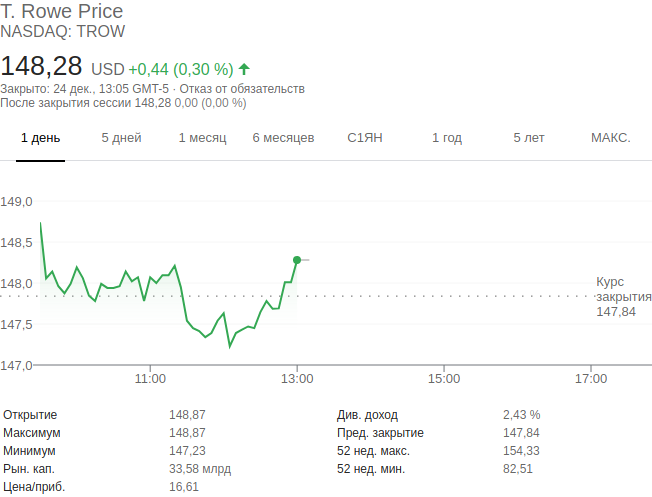 T. Rowe Price
NASDAQ: TROW
148,28 USD +0,44 (0,30 %)
Закрыто: 24 дек., 13:05 GMT-5 · Отказ от обязательств
После закрытия сессии 148,28 0,00 (0,00 %)
1 день 5 дней 1 месяц 6 месяцев С1ЯН 1 год 5 лет МАКС.
149,0
148,5
148,0
147,5
147,0
Курс
закрытия
147,84
11:00 13:00 15:00 17:00
Открытие 148,87 Див. доход 2,43 %
Максимум 148,87 Пред. закрытие 147,84
Минимум 147,23 52 нед. макс. 154,33
Рын. кап. 33,58 млрд 52 нед. мин. 82,51
Цена/приб. 16,61